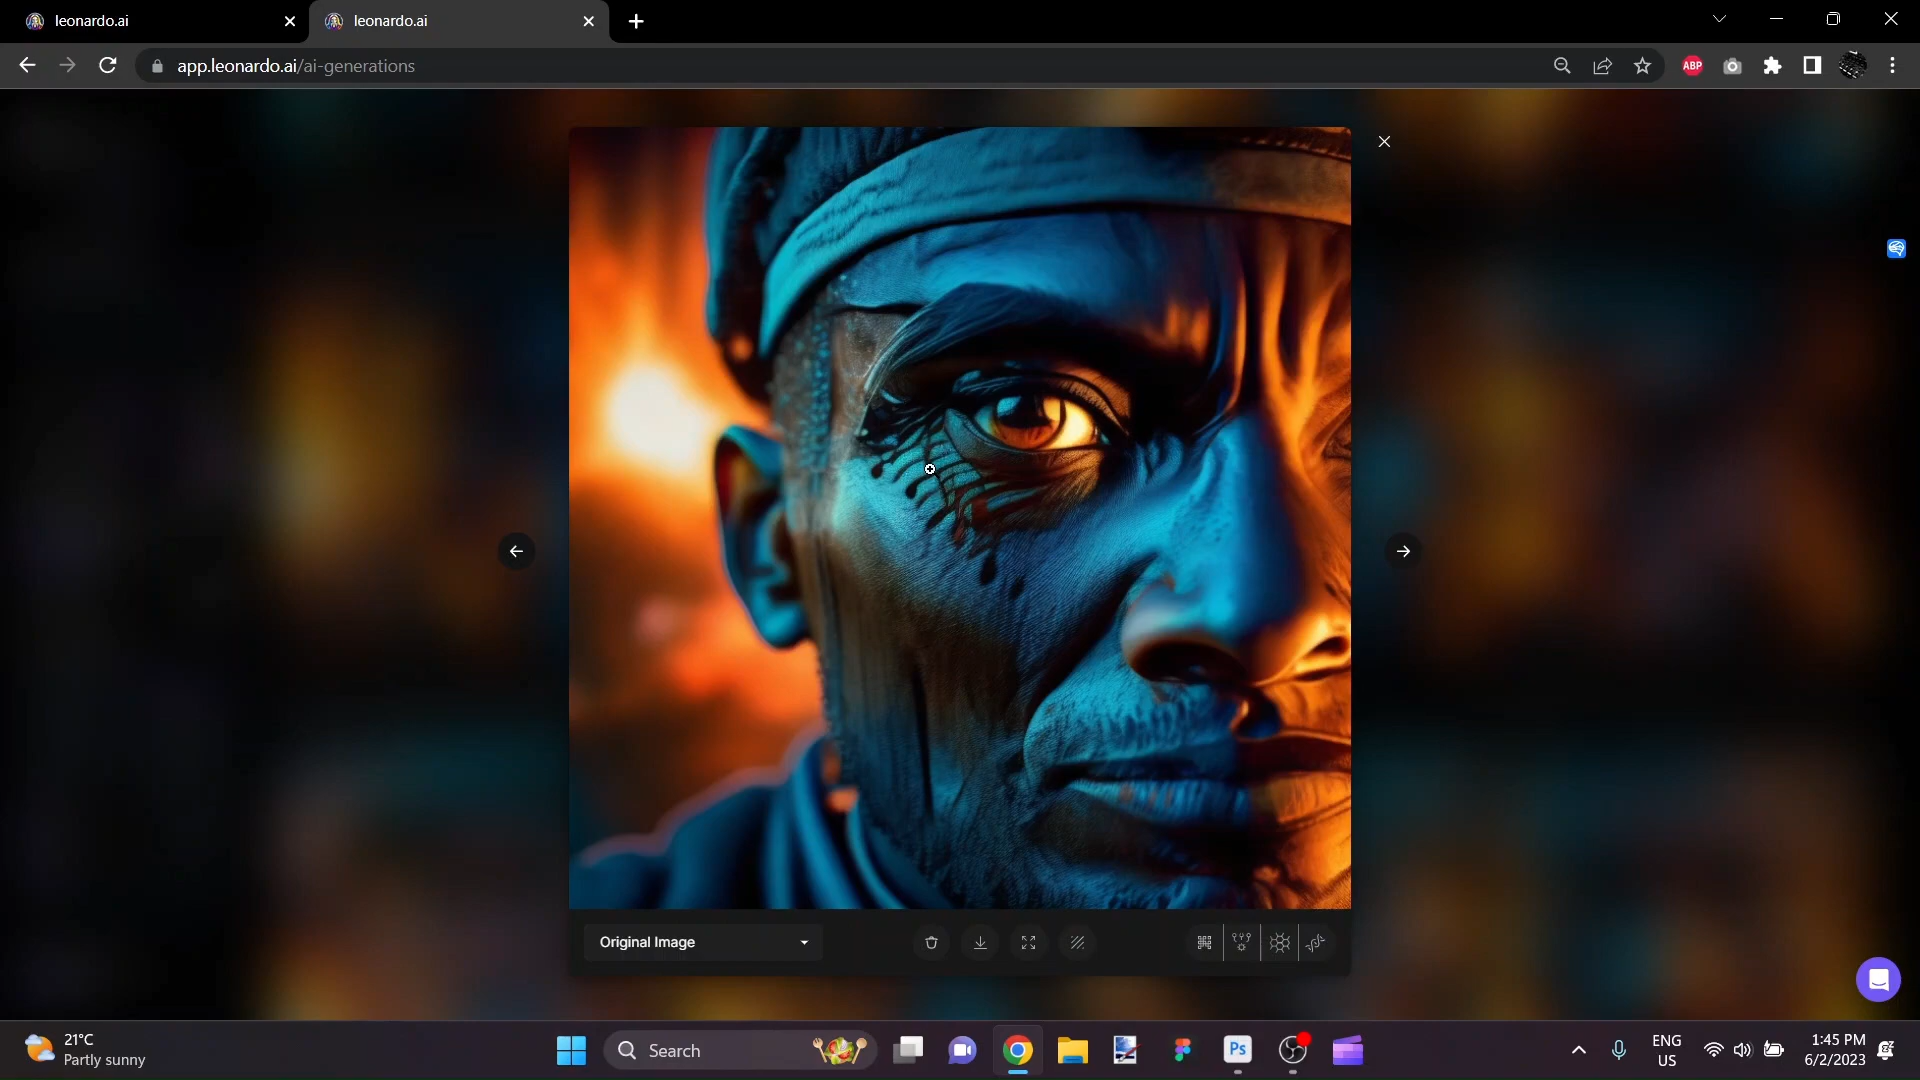 leonardo.ai
leonardo.ai
app.leonardo.ai/ai-generations
ABP
Original Image
21°C
Partly sunny
Search
Ps
ENG
US
1:45 PM
6/2/2023